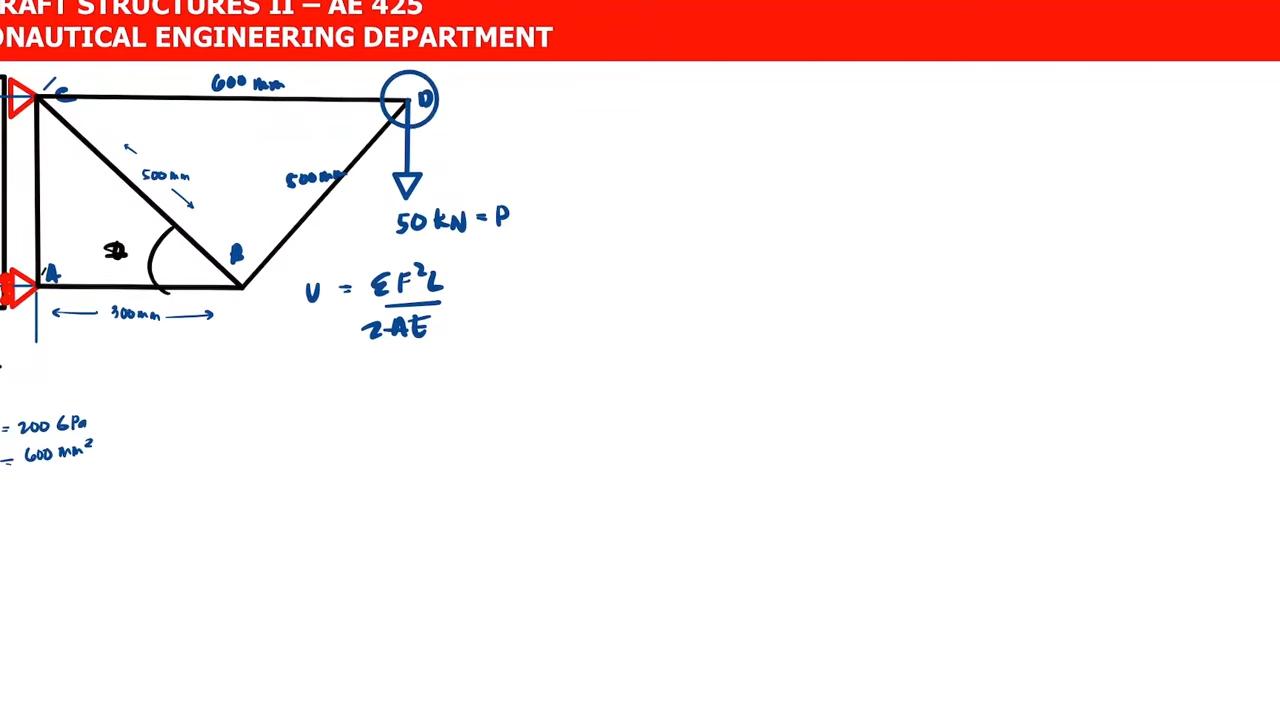 RAFT STRUCTURES II – AE 425
ONAUTICAL ENGINEERING DEPARTMENT
600 mm
C
D
500 mm
500 mm
50 kN = P
B
A
300 mm
U = ΣF²L
2AE
= 200 GPa
= 600 mm²